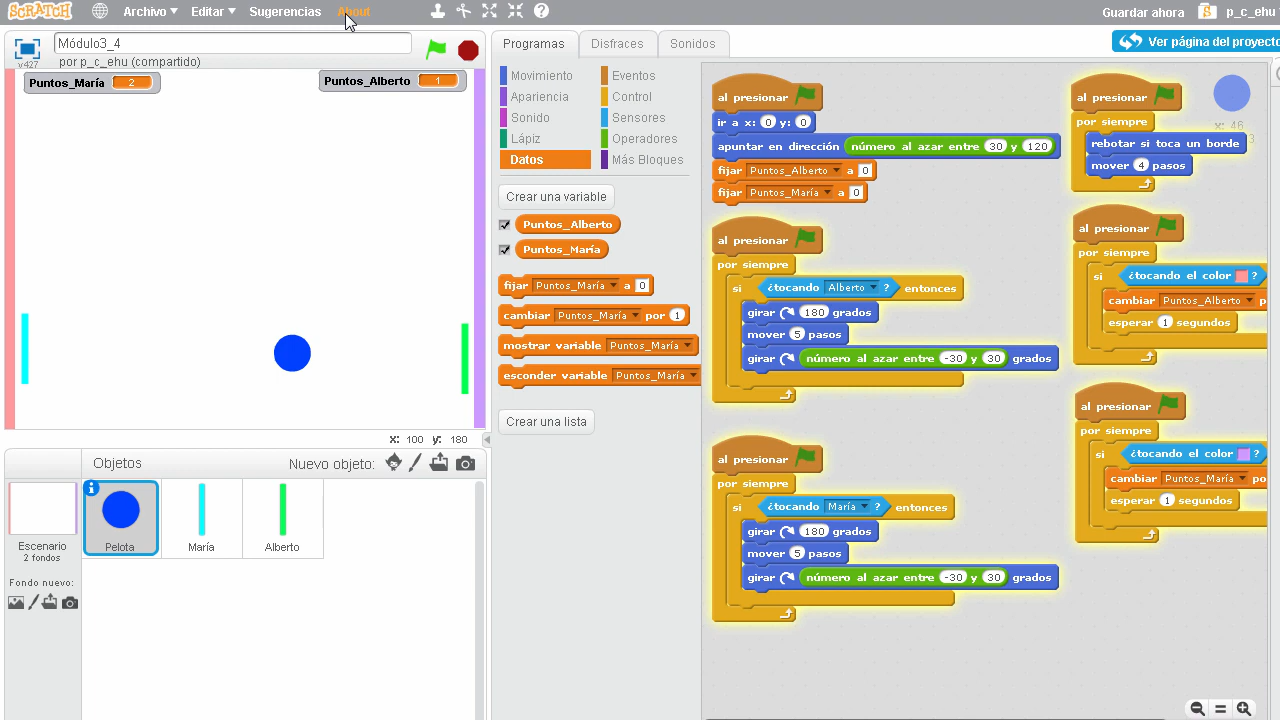 SCRATCH
Archivo
Editar
Sugerencias
About
Guardar ahora
p_c_ehu
Módulo3_4
por p_c_ehu (compartido)
v427
Programas
Disfraces
Sonidos
Ver página del proyecto
Puntos_María 2
Puntos_Alberto 1
x: 100 y: 180
Movimiento
Eventos
Apariencia
Control
Sonido
Sensores
Lápiz
Operadores
Datos
Más Bloques
Crear una variable
Puntos_Alberto
Puntos_María
fijar Puntos_María a 0
cambiar Puntos_María por 1
mostrar variable Puntos_María
esconder variable Puntos_María
Crear una lista
al presionar
ir a x: 0 y: 0
apuntar en dirección número al azar entre 30 y 120
fijar Puntos_Alberto a 0
fijar Puntos_María a 0
al presionar
por siempre
si ¿tocando Alberto ? entonces
girar 180 grados
mover 5 pasos
girar número al azar entre -30 y 30 grados
al presionar
por siempre
si ¿tocando María ? entonces
girar 180 grados
mover 5 pasos
girar número al azar entre -30 y 30 grados
al presionar
por siempre
rebotar si toca un borde
mover 4 pasos
x: 46
3
al presionar
por siempre
si ¿tocando el color ?
cambiar Puntos_Alberto p
esperar 1 segundos
al presionar
por siempre
si ¿tocando el color ?
cambiar Puntos_María po
esperar 1 segundos
Objetos
Nuevo objeto:
Escenario
2 fondos
Fondo nuevo:
Pelota
María
Alberto